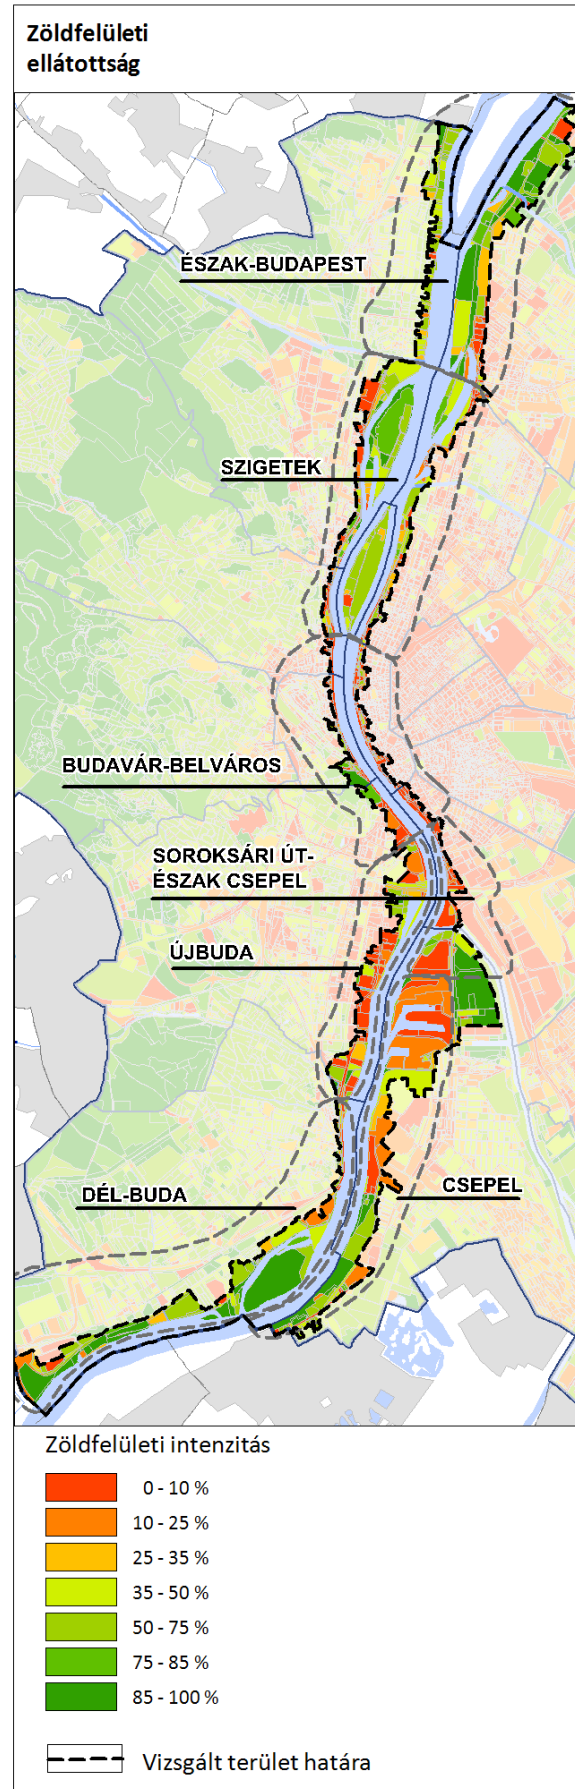 Zöldfelületi
ellátottság
ÉSZAK-BUDAPEST
SZIGETEK
BUDAVÁR-BELVÁROS
SOROKSÁRI ÚT-
ÉSZAK CSEPEL
ÚJBUDA
DÉL-BUDA
CSEPEL
Zöldfelületi intenzitás
0 - 10 %
10 - 25 %
25 - 35 %
35 - 50 %
50 - 75 %
75 - 85 %
85 - 100 %
Vizsgált terület határa